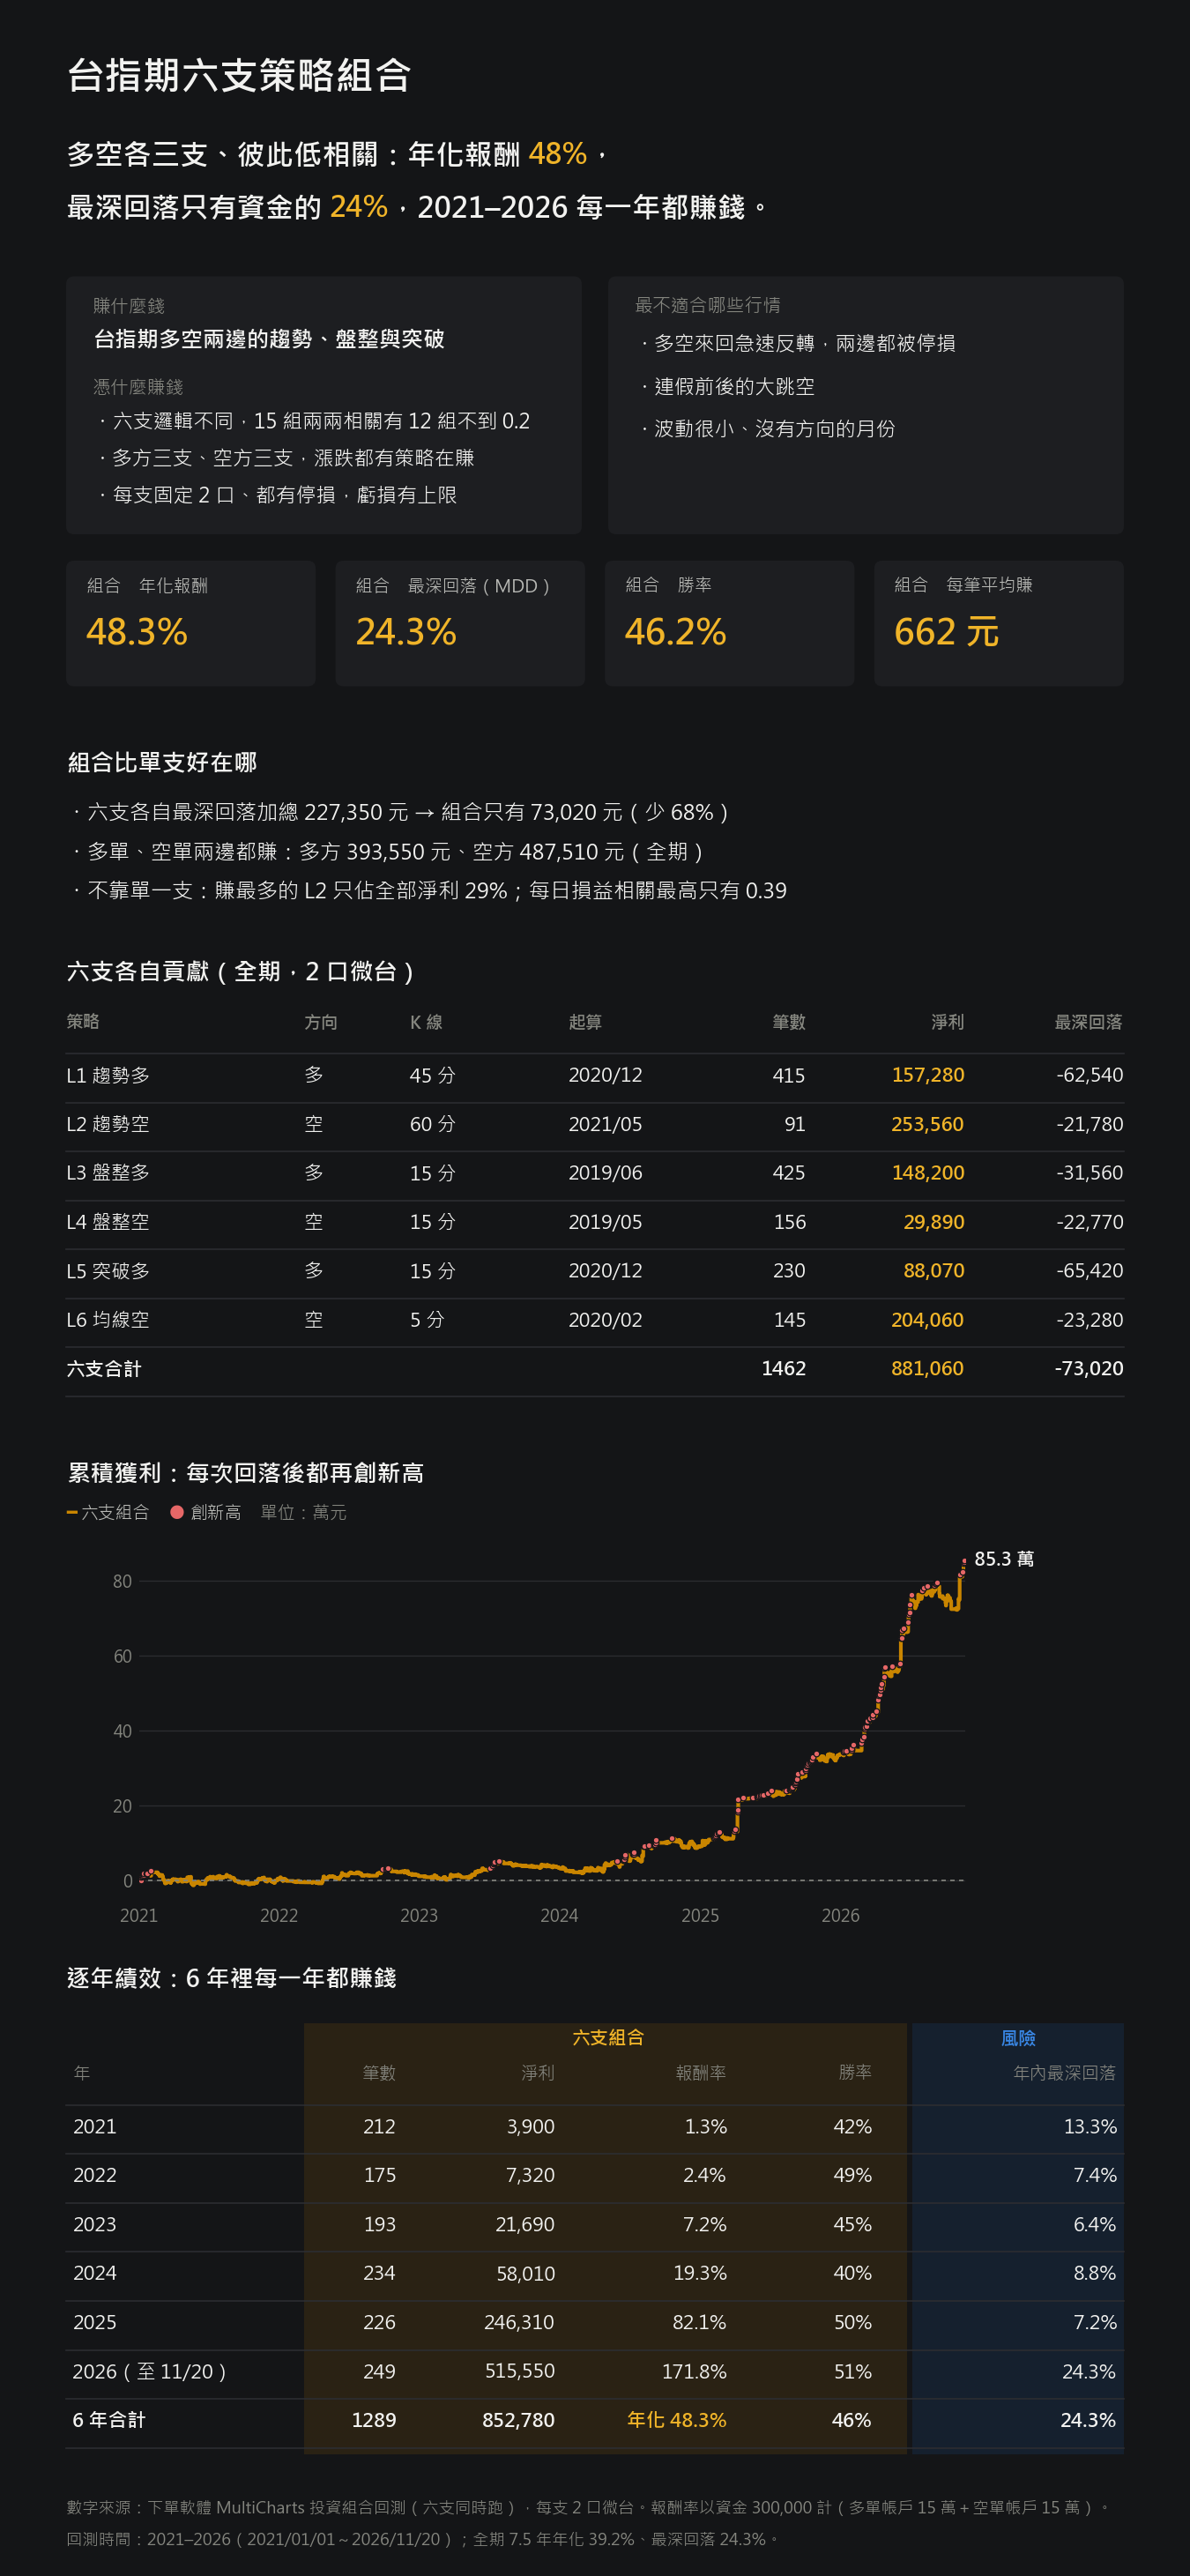 台指期六支策略組合
多空各三支、彼此低相關：年化報酬 48%，
最深回落只有資金的 24%，2021–2026 每一年都賺錢。
賺什麼錢
台指期多空兩邊的趨勢、盤整與突破
憑什麼賺錢
・六支邏輯不同，15 組兩兩相關有 12 組不到 0.2
・多方三支、空方三支，漲跌都有策略在賺
・每支固定 2 口、都有停損，虧損有上限
最不適合哪些行情
・多空來回急速反轉，兩邊都被停損
・連假前後的大跳空
・波動很小、沒有方向的月份
組合　年化報酬
48.3%
組合　最深回落（MDD）
24.3%
組合　勝率
46.2%
組合　每筆平均賺
662 元
組合比單支好在哪
・六支各自最深回落加總 227,350 元 → 組合只有 73,020 元（少 68%）
・多單、空單兩邊都賺：多方 393,550 元、空方 487,510 元（全期）
・不靠單一支：賺最多的 L2 只佔全部淨利 29%；每日損益相關最高只有 0.39
六支各自貢獻（全期，2 口微台）
策略 方向 K 線 起算 筆數 淨利 最深回落
L1 趨勢多 多 45 分 2020/12 415 157,280 -62,540
L2 趨勢空 空 60 分 2021/05 91 253,560 -21,780
L3 盤整多 多 15 分 2019/06 425 148,200 -31,560
L4 盤整空 空 15 分 2019/05 156 29,890 -22,770
L5 突破多 多 15 分 2020/12 230 88,070 -65,420
L6 均線空 空 5 分 2020/02 145 204,060 -23,280
六支合計 1462 881,060 -73,020
累積獲利：每次回落後都再創新高
六支組合 創新高 單位：萬元
85.3 萬
80
60
40
20
0
2021 2022 2023 2024 2025 2026
逐年績效：6 年裡每一年都賺錢
六支組合 風險
年 筆數 淨利 報酬率 勝率 年內最深回落
2021 212 3,900 1.3% 42% 13.3%
2022 175 7,320 2.4% 49% 7.4%
2023 193 21,690 7.2% 45% 6.4%
2024 234 58,010 19.3% 40% 8.8%
2025 226 246,310 82.1% 50% 7.2%
2026（至 11/20） 249 515,550 171.8% 51% 24.3%
6 年合計 1289 852,780 年化 48.3% 46% 24.3%
數字來源：下單軟體 MultiCharts 投資組合回測（六支同時跑），每支 2 口微台。報酬率以資金 300,000 計（多單帳戶 15 萬 + 空單帳戶 15 萬）。
回測時間：2021–2026（2021/01/01～2026/11/20）；全期 7.5 年年化 39.2%、最深回落 24.3%。